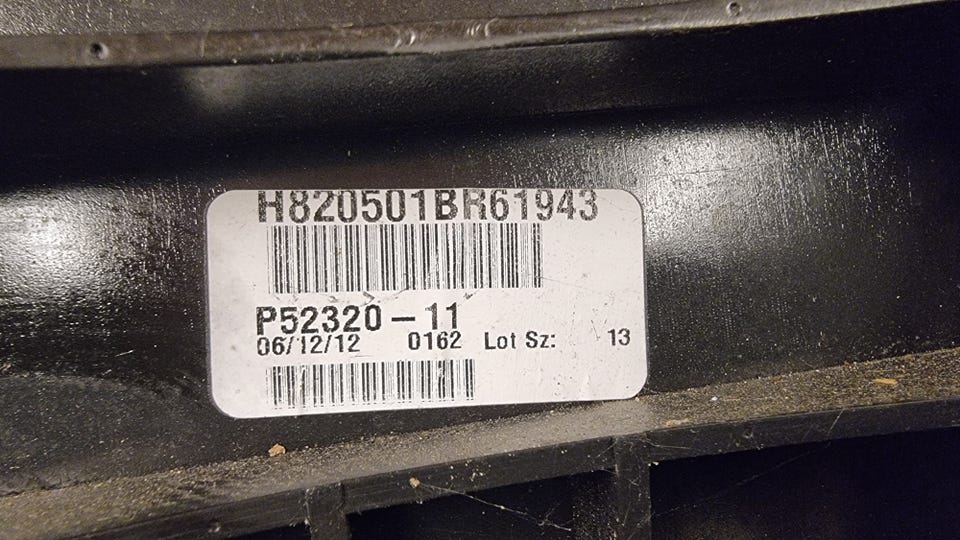 H820501BR61943
P52320-11
06/12/12 0162 Lot Sz: 13